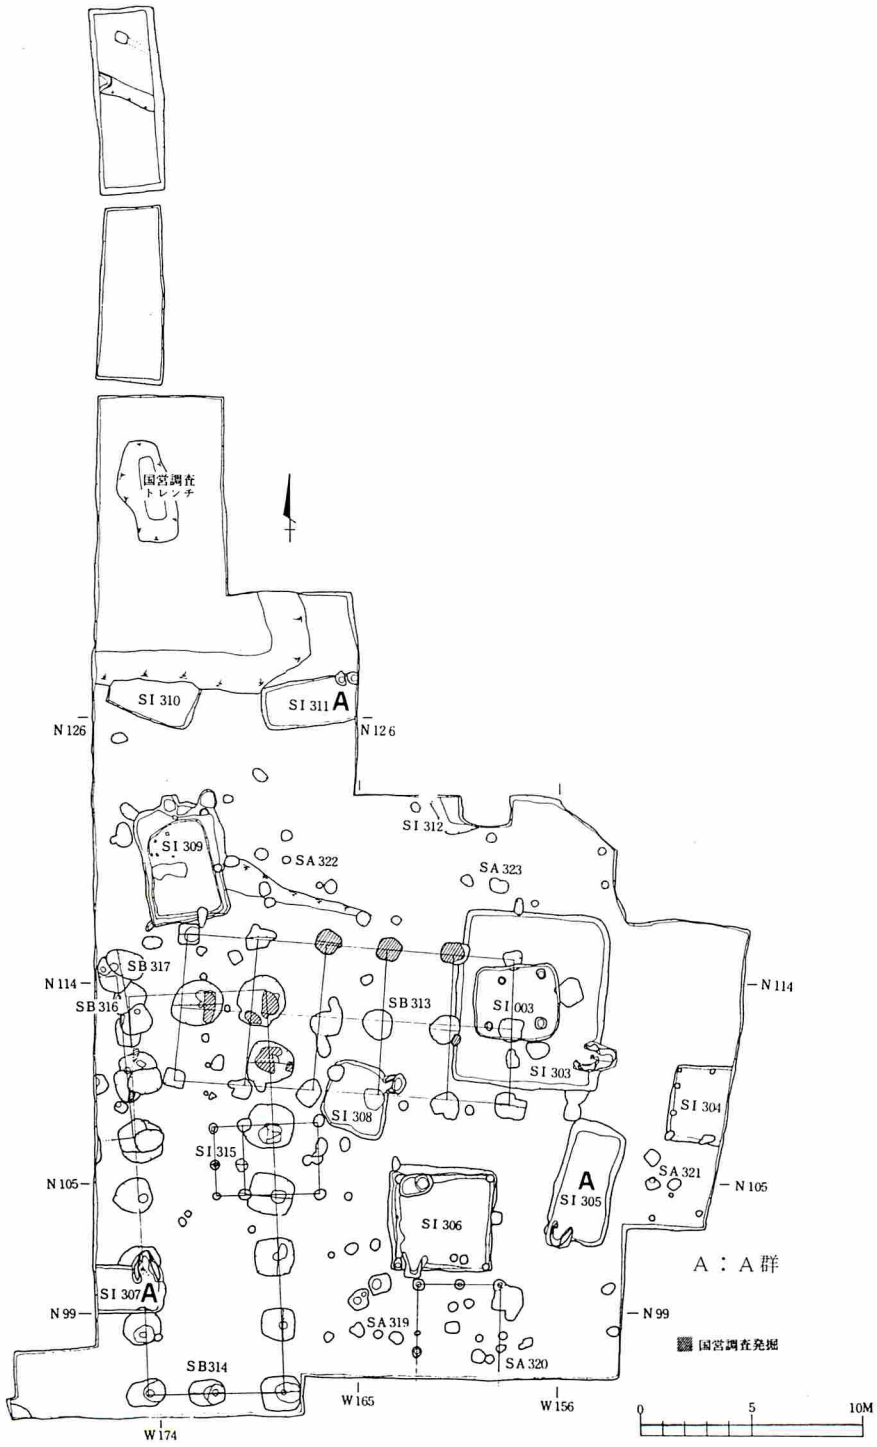 国営調査
トレンチ
SI 310
SI 311 A
N 126
N 126
SI 312
SI 309
SA 322
SA 323
SB 317
N 114
SB 316
SB 313
SI 003
N 114
SI 303
SI 308
SI 304
SI 315
A
SI 305
SA 321
N 105
N 105
SI 306
A : A 群
SI 307 A
N 99
SA 319
N 99
国営調査発掘
SB 314
SA 320
W 165
W 156
W 174
0 5 10M